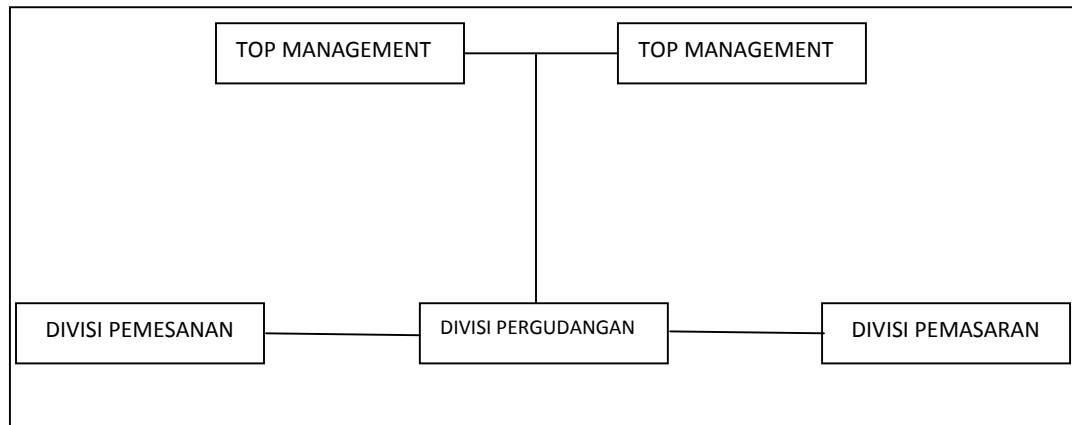 TOP MANAGEMENT
TOP MANAGEMENT
DIVISI PEMESANAN
DIVISI PERGUDANGAN
DIVISI PEMASARAN